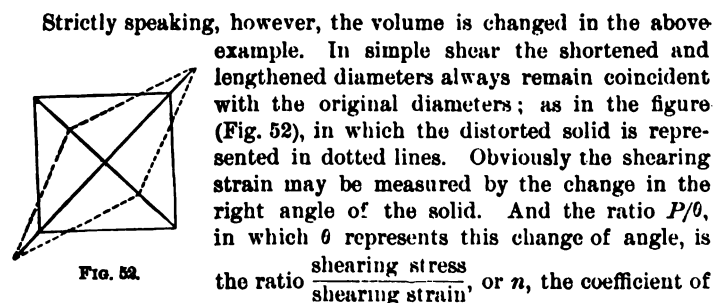 Strictly speaking, however, the volume is changed in the above
example. In simple shear the shortened and
lengthened diameters always remain coincident
with the original diameters; as in the figure
(Fig. 52), in which the distorted solid is repre-
sented in dotted lines. Obviously the shearing
strain may be measured by the change in the
right angle of the solid. And the ratio P/θ,
in which θ represents this change of angle, is
the ratio shearing stress / shearing strain, or n, the coefficient of
FIG. 52.